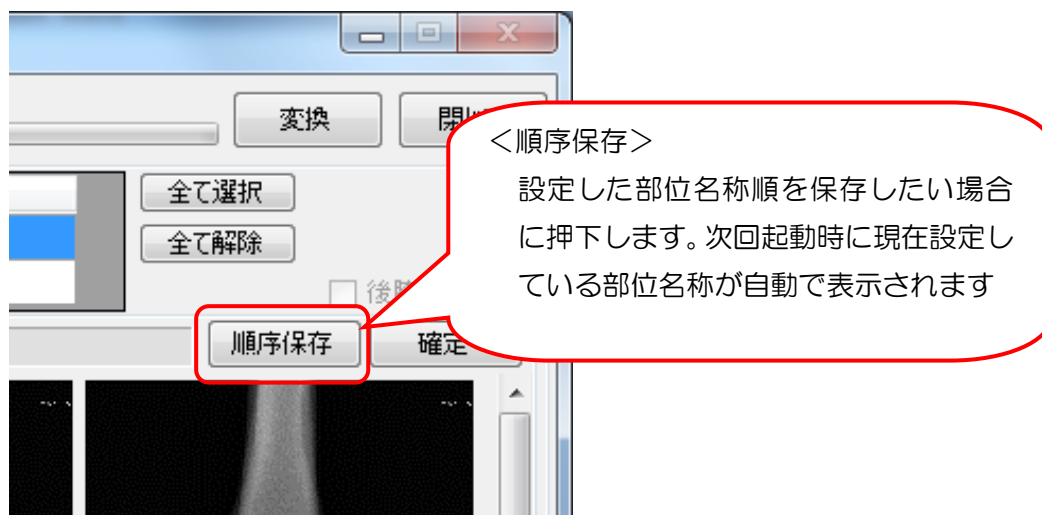 変換
＜順序保存＞
設定した部位名称順を保存したい場合
に押下します。次回起動時に現在設定し
ている部位名称が自動で表示されます
全て選択
全て解除
順序保存
確定